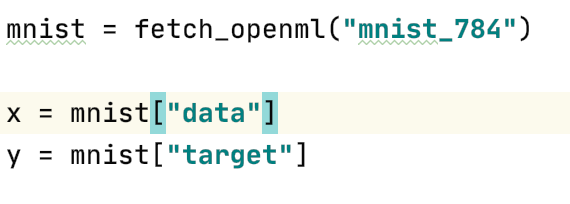 mnist = fetch_openml("mnist_784")
x = mnist["data"]
y = mnist["target"]